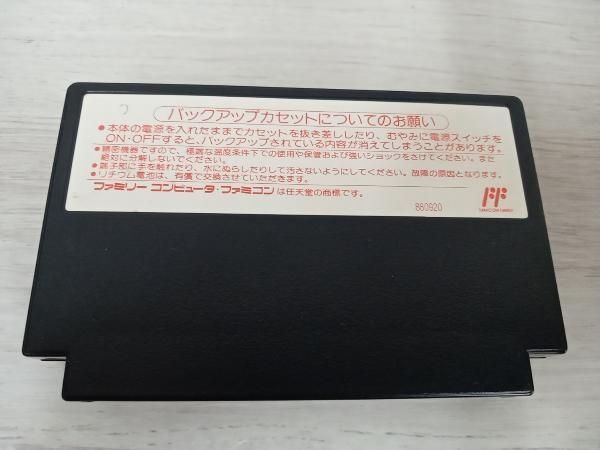 バックアップカセットについてのお願い
●本体の電源を入れたままでカセットを抜き差ししたり、むやみに電源スイッチを
ON・OFFすると、バックアップされている内容が消えてしまうことがあります。
●精密機器ですので、極端な温度条件下での使用や保管および強いショックをさけてください。また
絶対に分解しないでください。
●端子部に手を触れたり、水にぬらしたりして汚さないようにしてください。故障の原因となります。
●リチウム電池は、有償で交換させていただきます。
ファミリー コンピュータ・ファミコンは任天堂の商標です。
880920